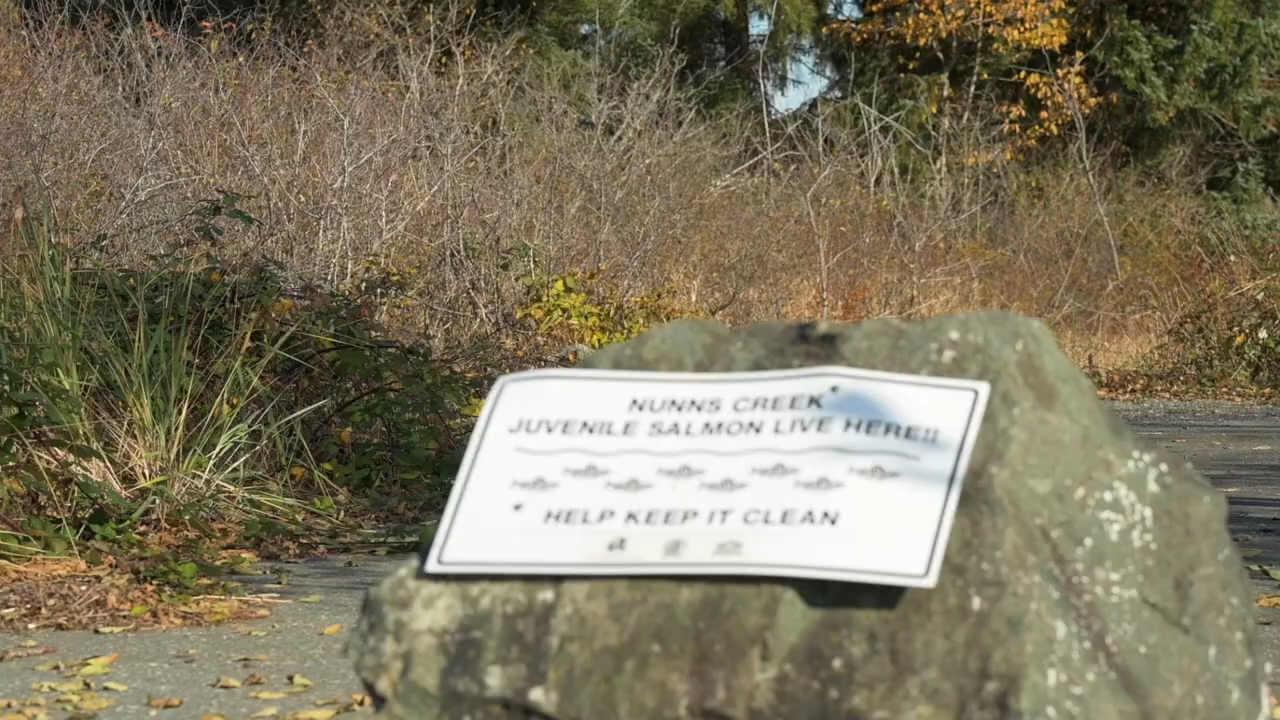 NUNNS CREEK
JUVENILE SALMON LIVE HERE!!
HELP KEEP IT CLEAN